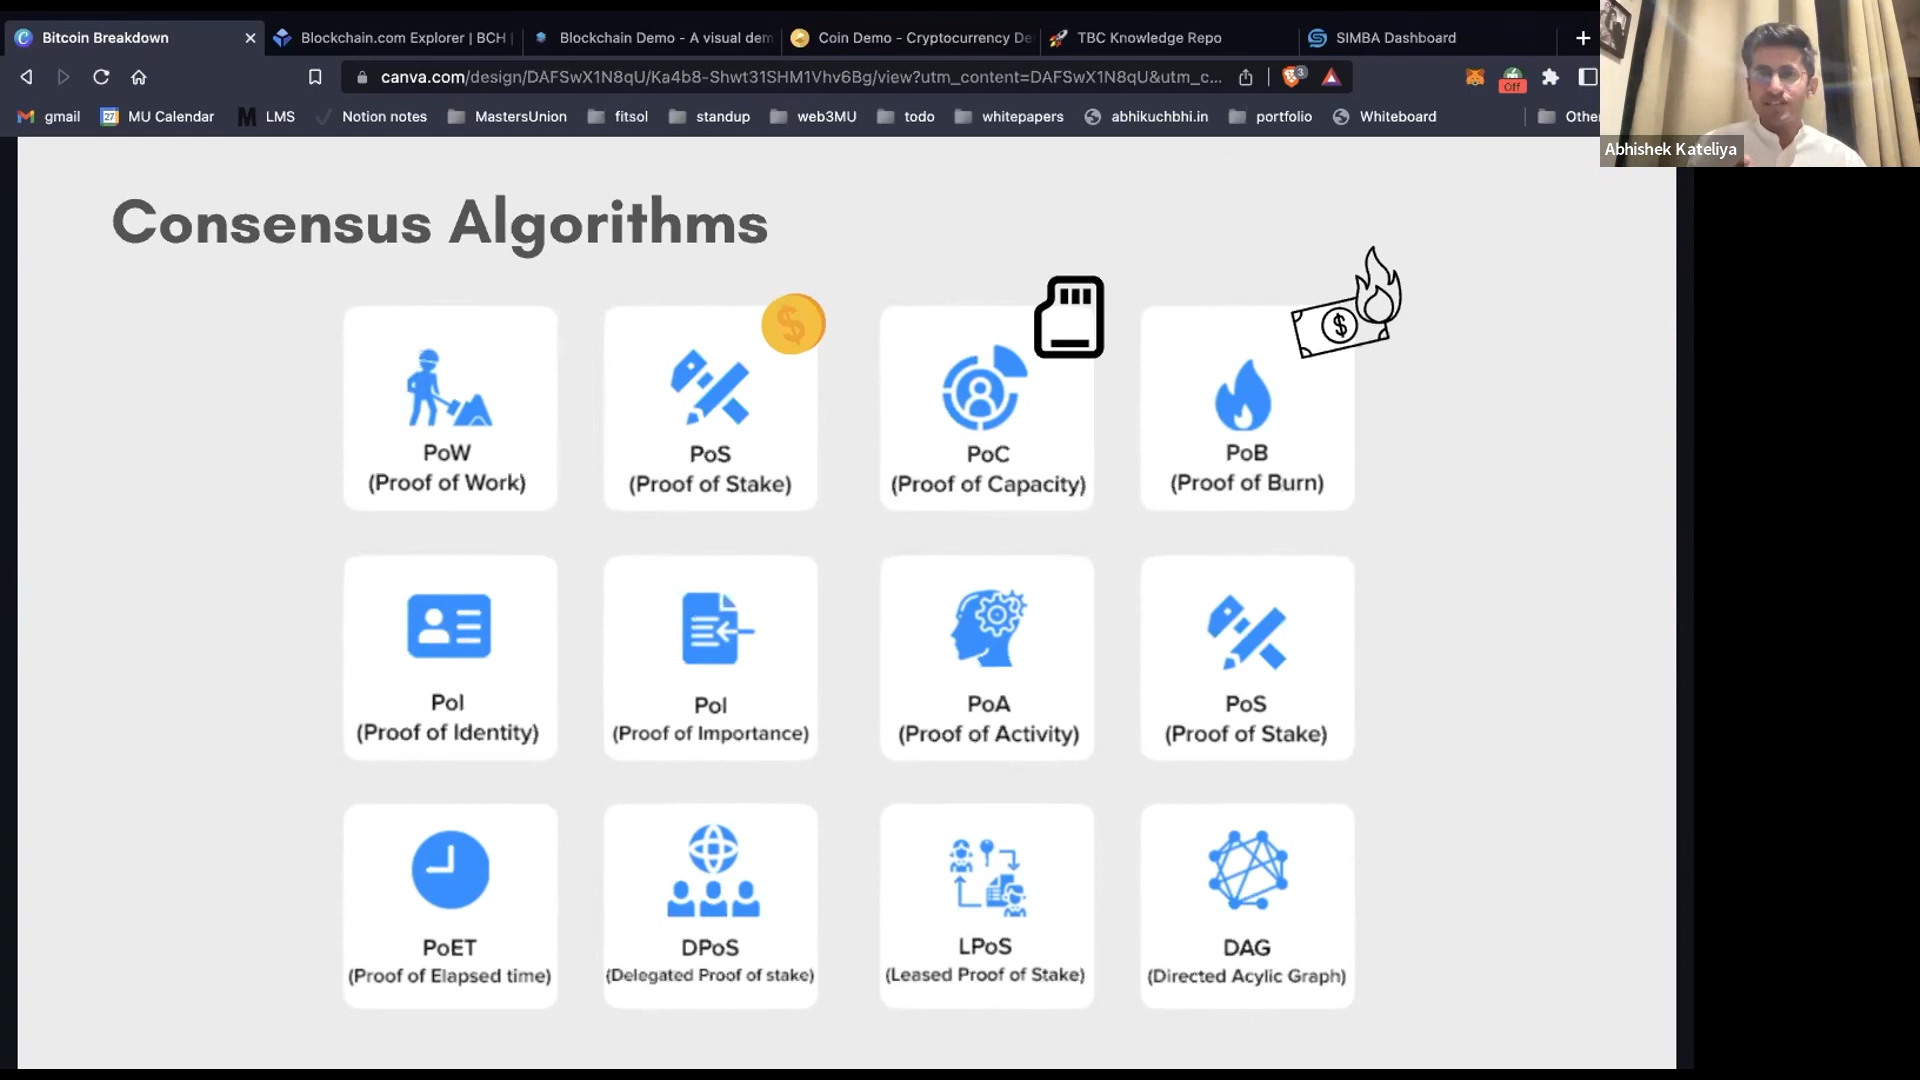 Bitcoin Breakdown
Blockchain.com Explorer | BCH |
Blockchain Demo - A visual dem
Coin Demo - Cryptocurrency De
TBC Knowledge Repo
SIMBA Dashboard
canva.com/design/DAFSwX1N8qU/Ka4b8-Shwt31SHM1Vhv6Bg/view?utm_content=DAFSwX1N8qU&utm_c...
3
Off
gmail
27
MU Calendar
LMS
Notion notes
MastersUnion
fitsol
standup
web3MU
todo
whitepapers
abhikuchbhi.in
portfolio
Whiteboard
Othe
Abhishek Kateliya
Consensus Algorithms
$
$
PoW
(Proof of Work)
PoS
(Proof of Stake)
PoC
(Proof of Capacity)
PoB
(Proof of Burn)
PoI
(Proof of Identity)
PoI
(Proof of Importance)
PoA
(Proof of Activity)
PoS
(Proof of Stake)
PoET
(Proof of Elapsed time)
DPoS
(Delegated Proof of stake)
LPoS
(Leased Proof of Stake)
DAG
(Directed Acylic Graph)